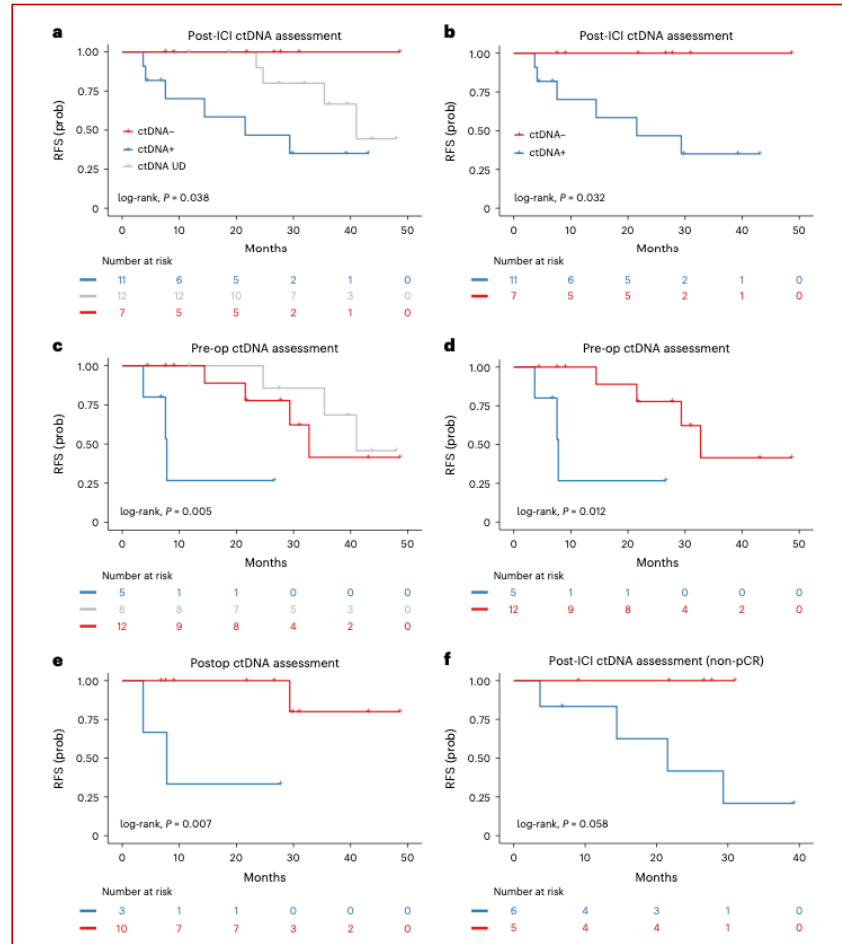 a Post-ICI ctDNA assessment
1.00
0.75
0.50
0.25
0
RFS (prob)
ctDNA–
ctDNA+
ctDNA UD
log-rank, P = 0.038
0 10 20 30 40 50
Months
Number at risk
11 6 5 2 1 0
12 12 10 7 3 0
7 5 5 2 1 0
b Post-ICI ctDNA assessment
1.00
0.75
0.50
0.25
0
RFS (prob)
ctDNA–
ctDNA+
log-rank, P = 0.032
0 10 20 30 40 50
Months
Number at risk
11 6 5 2 1 0
7 5 5 2 1 0
c Pre-op ctDNA assessment
1.00
0.75
0.50
0.25
0
RFS (prob)
log-rank, P = 0.005
0 10 20 30 40 50
Months
Number at risk
5 1 1 0 0 0
8 8 7 5 3 0
12 9 8 4 2 0
d Pre-op ctDNA assessment
1.00
0.75
0.50
0.25
0
RFS (prob)
log-rank, P = 0.012
0 10 20 30 40 50
Months
Number at risk
5 1 1 0 0 0
12 9 8 4 2 0
e Postop ctDNA assessment
1.00
0.75
0.50
0.25
0
RFS (prob)
log-rank, P = 0.007
0 10 20 30 40 50
Months
Number at risk
3 1 1 0 0 0
10 7 7 3 2 0
f Post-ICI ctDNA assessment (non-pCR)
1.00
0.75
0.50
0.25
0
RFS (prob)
log-rank, P = 0.058
0 10 20 30 40
Months
Number at risk
6 4 3 1 0
5 4 4 1 0